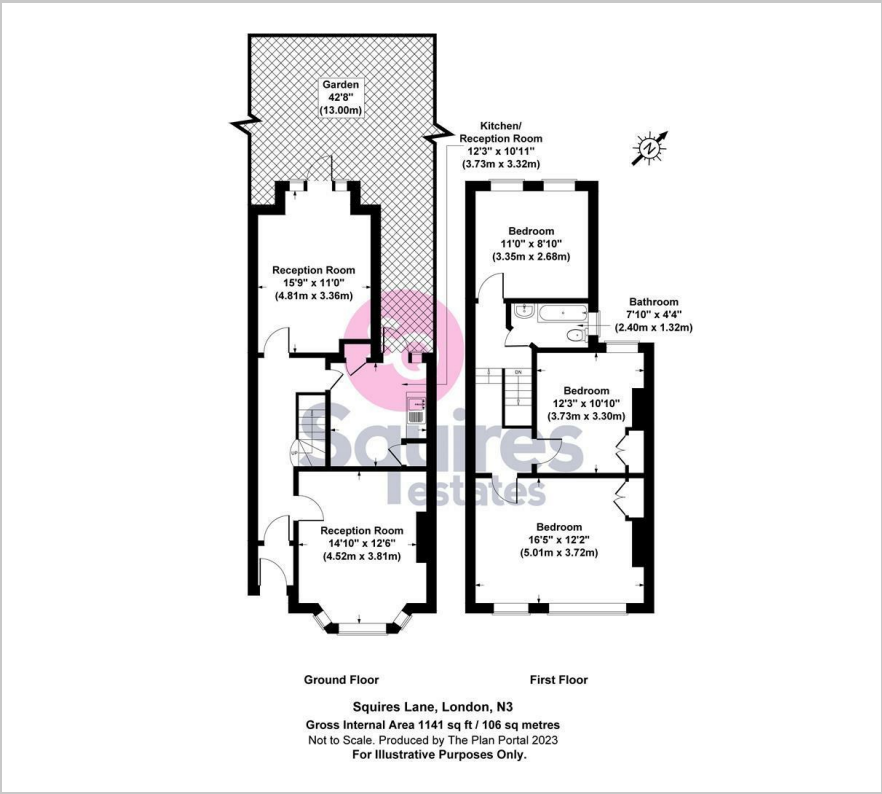 Garden
42'8"
(13.00m)
Kitchen/
Reception Room
12'3" x 10'11"
(3.73m x 3.32m)
N
Reception Room
15'9" x 11'0"
(4.81m x 3.36m)
Bedroom
11'0" x 8'10"
(3.35m x 2.68m)
Bathroom
7'10" x 4'4"
(2.40m x 1.32m)
DN
Bedroom
12'3" x 10'10"
(3.73m x 3.30m)
UP
Squires
estates
Reception Room
14'10" x 12'6"
(4.52m x 3.81m)
Bedroom
16'5" x 12'2"
(5.01m x 3.72m)
Ground Floor
First Floor
Squires Lane, London, N3
Gross Internal Area 1141 sq ft / 106 sq metres
Not to Scale. Produced by The Plan Portal 2023
For Illustrative Purposes Only.